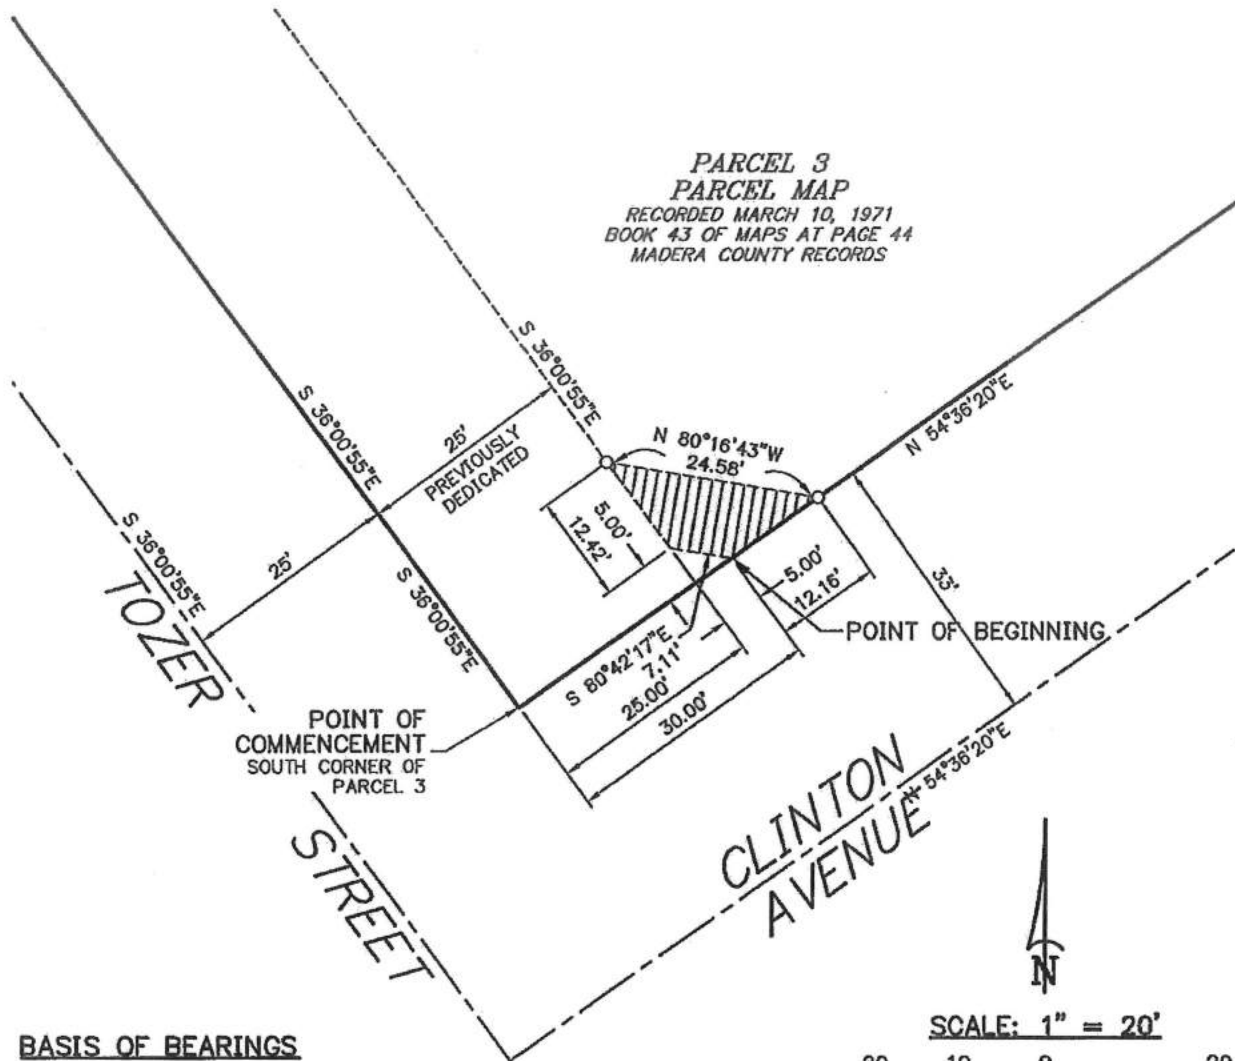 PARCEL 3
PARCEL MAP
RECORDED MARCH 10, 1971
BOOK 43 OF MAPS AT PAGE 44
MADERA COUNTY RECORDS
S 36°00'55"E
S 36°00'55"E
25'
PREVIOUSLY
DEDICATED
N 80°16'43"W
24.58'
N 54°36'20"E
S 36°00'55"E
25'
S 36°00'55"E
5.00'
12.42'
5.00'
12.16'
33'
POINT OF BEGINNING
S 80°42'17"E
7.11'
25.00'
30.00'
TOZER
STREET
POINT OF
COMMENCEMENT
SOUTH CORNER OF
PARCEL 3
CLINTON
AVENUE
N 54°36'20"E
N
SCALE: 1" = 20'
BASIS OF BEARINGS